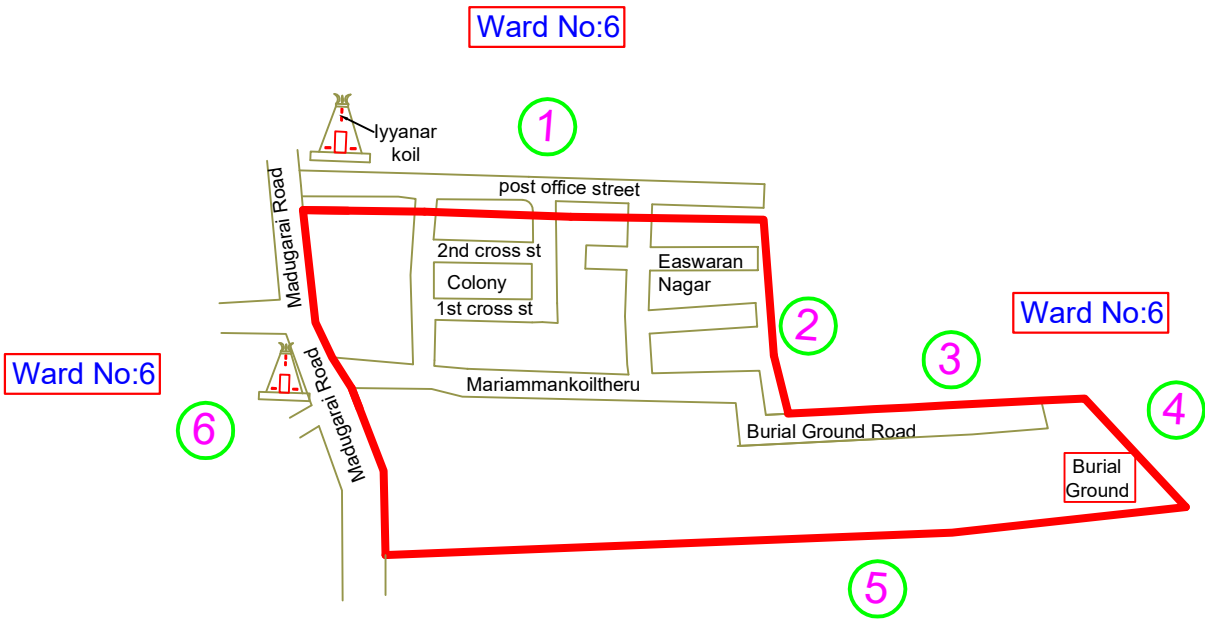 Ward No:6
1
Iyyanar
koil
post office street
Madugarai Road
2nd cross st
Easwaran
Nagar
Colony
1st cross st
2
Ward No:6
3
Ward No:6
Madugarai Road
Mariammankoiltheru
4
6
Burial Ground Road
Burial
Ground
5